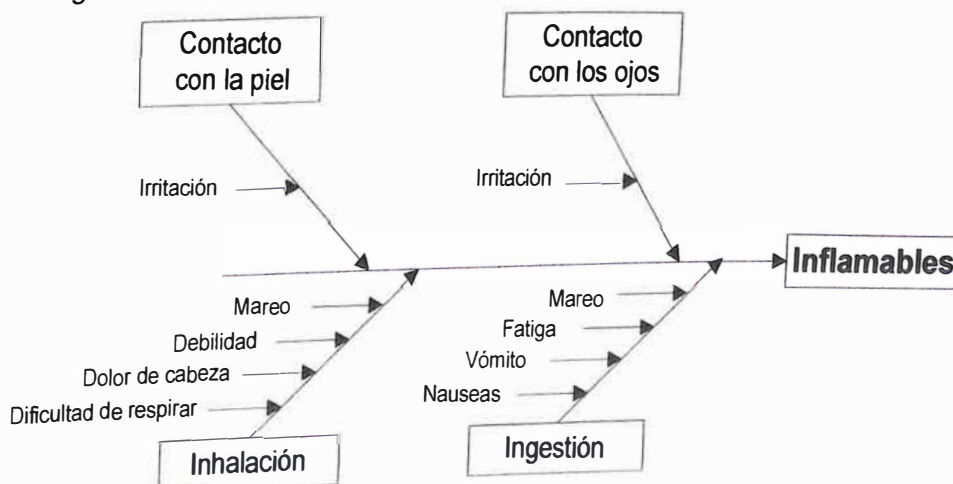 Contacto
con la piel
Contacto
con los ojos
Irritación
Irritación
Inflamables
Mareo
Debilidad
Dolor de cabeza
Dificultad de respirar
Mareo
Fatiga
Vómito
Nauseas
Inhalación
Ingestión